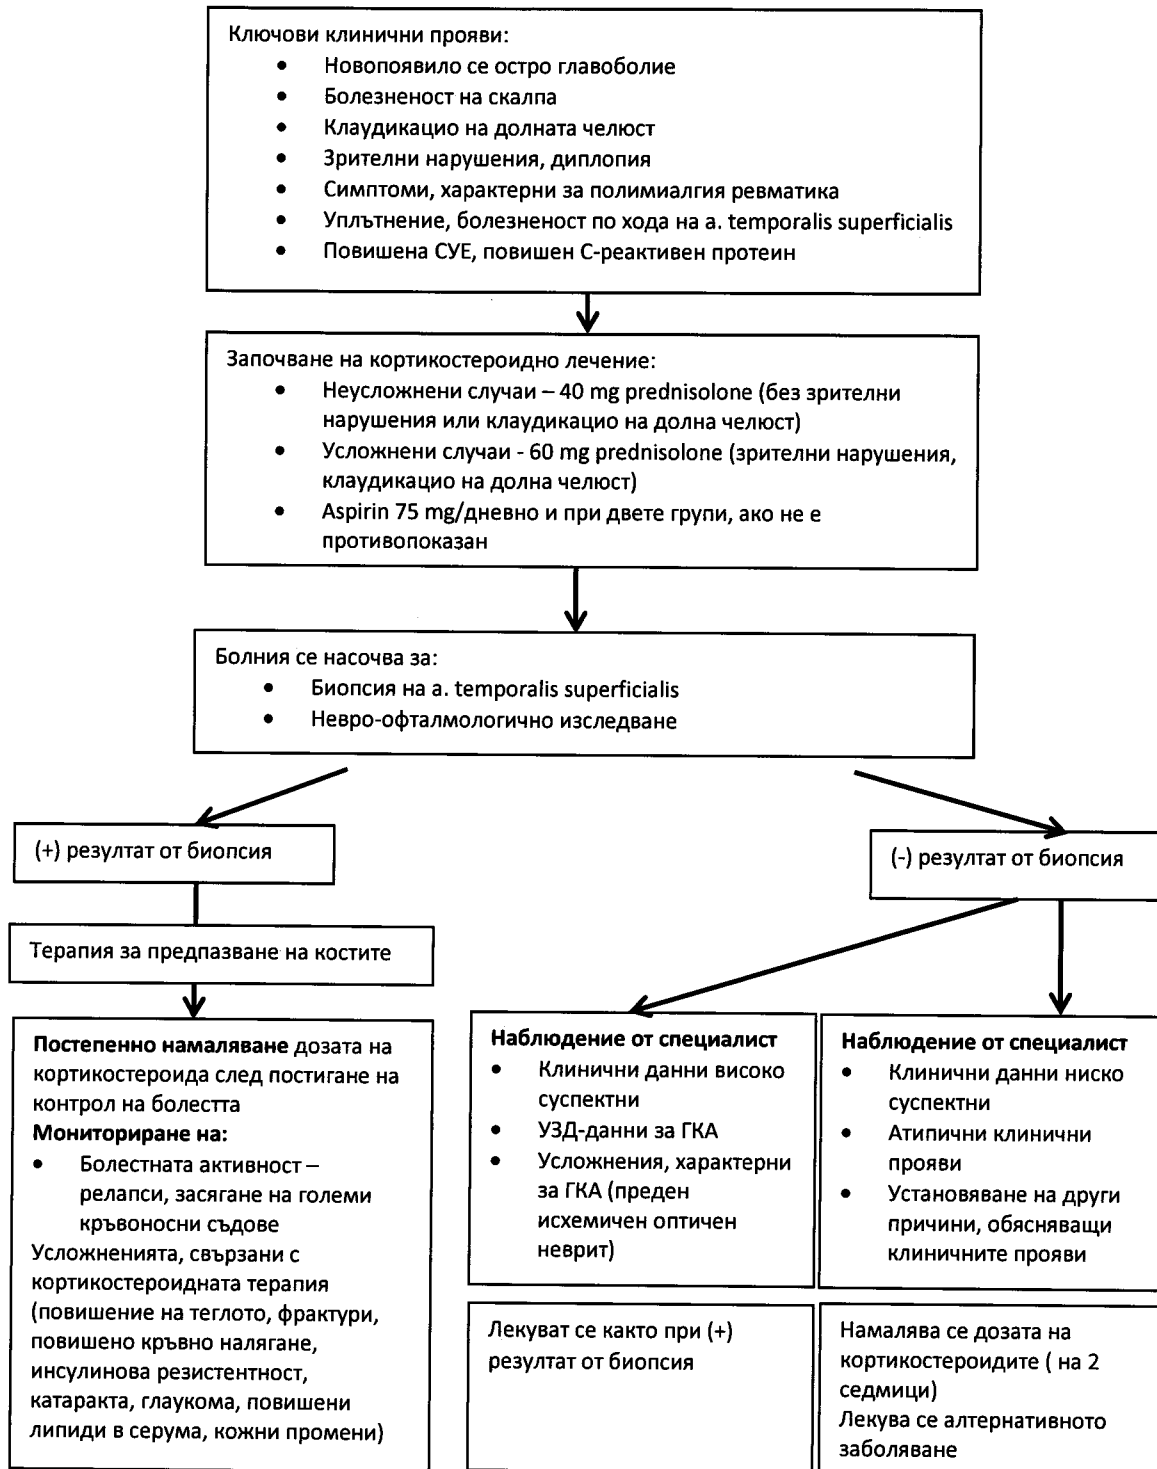 Ключови клинични прояви:
• Новопоявило се остро главоболие
• Болезненост на скалпа
• Клаудикацио на долната челюст
• Зрителни нарушения, диплопия
• Симптоми, характерни за полимиалгия ревматика
• Уплътнение, болезненост по хода на a. temporalis superficialis
• Повишена СУЕ, повишен С-реактивен протеин
Започване на кортикостероидно лечение:
• Неусложнени случаи – 40 mg prednisolone (без зрителни
нарушения или клаудикацио на долна челюст)
• Усложнени случаи - 60 mg prednisolone (зрителни нарушения,
клаудикацио на долна челюст)
• Aspirin 75 mg/дневно и при двете групи, ако не е
противопоказан
Болния се насочва за:
• Биопсия на a. temporalis superficialis
• Невро-офталмологично изследване
(+) резултат от биопсия
(-) резултат от биопсия
Терапия за предпазване на костите
Постепенно намаляване дозата на
кортикостероида след постигане на
контрол на болестта
Мониториране на:
• Болестната активност –
релапси, засягане на големи
кръвоносни съдове
Усложненията, свързани с
кортикостероидната терапия
(повишение на теглото, фрактури,
повишено кръвно налягане,
инсулинова резистентност,
катаракта, глаукома, повишени
липиди в серума, кожни промени)
Наблюдение от специалист
• Клинични данни високо
суспектни
• УЗД-данни за ГКА
• Усложнения, характерни
за ГКА (преден
исхемичен оптичен
неврит)
Лекуват се както при (+)
резултат от биопсия
Наблюдение от специалист
• Клинични данни ниско
суспектни
• Атипични клинични
прояви
• Установяване на други
причини, обясняващи
клиничните прояви
Намалява се дозата на
кортикостероидите ( на 2
седмици)
Лекува се алтернативното
заболяване